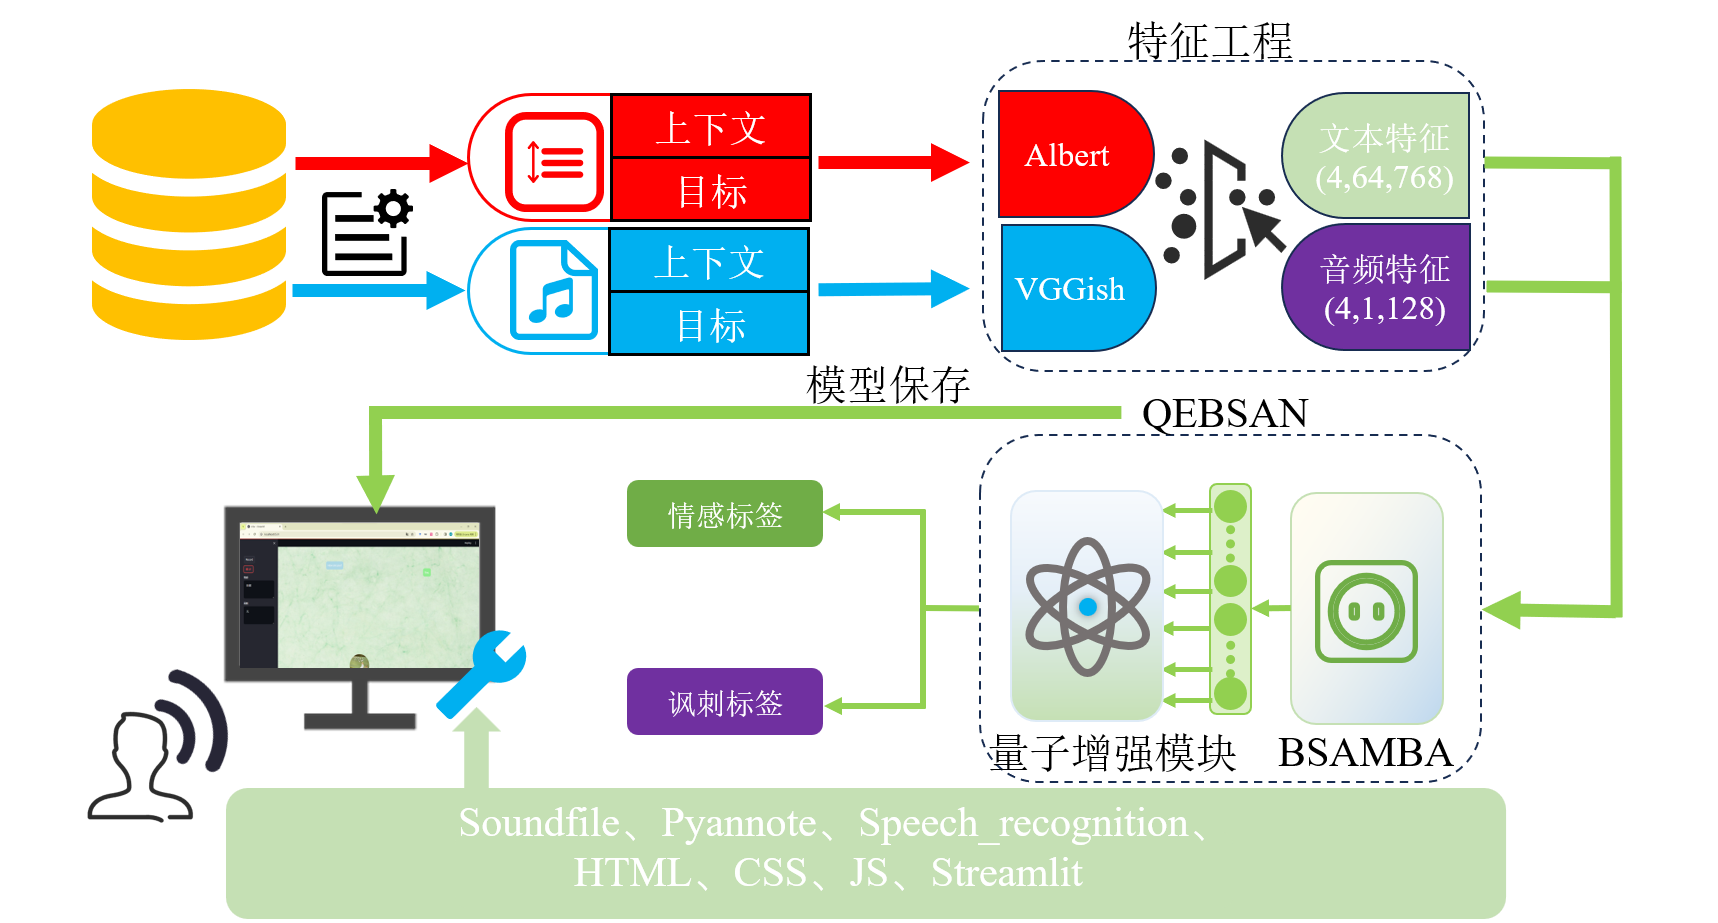 特征工程
上下文
目标
上下文
目标
Albert
VGGish
文本特征
(4,64,768)
音频特征
(4,1,128)
模型保存
QEBSAN
情感标签
讽刺标签
量子增强模块
BSAMBA
Soundfile、Pyannote、Speech_recognition、
HTML、CSS、JS、Streamlit